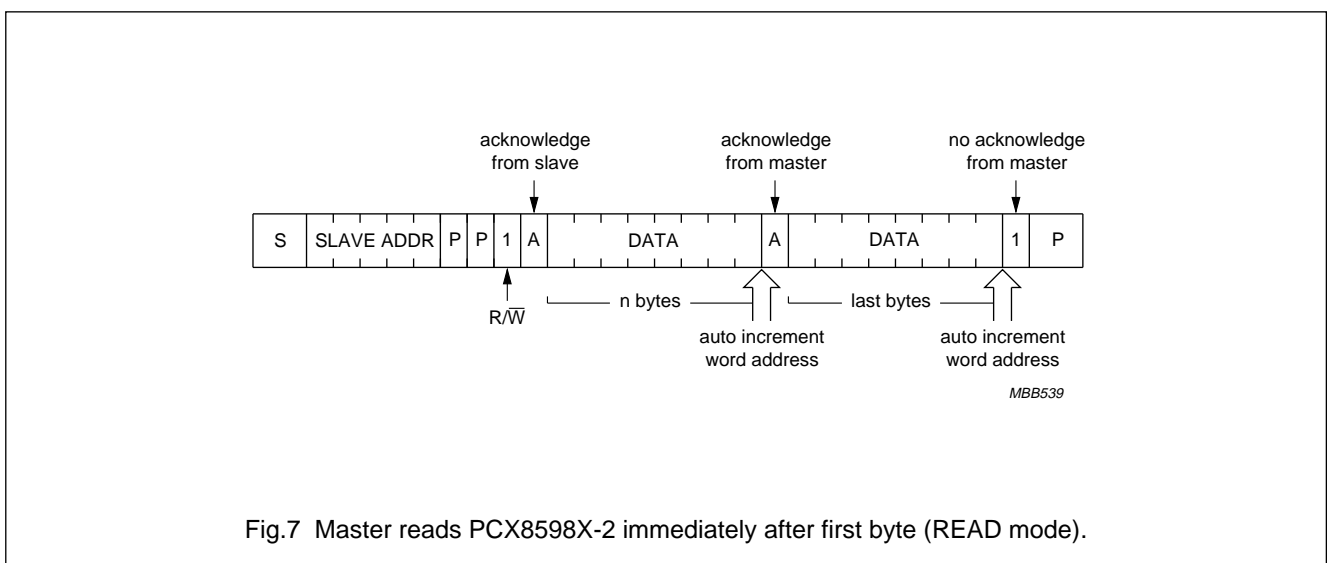 acknowledge
from slave
acknowledge
from master
no acknowledge
from master
S SLAVE ADDR P P 1 A DATA A DATA 1 P
R/W̅
n bytes
last bytes
auto increment
word address
auto increment
word address
MBB539
Fig.7 Master reads PCX8598X-2 immediately after first byte (READ mode).